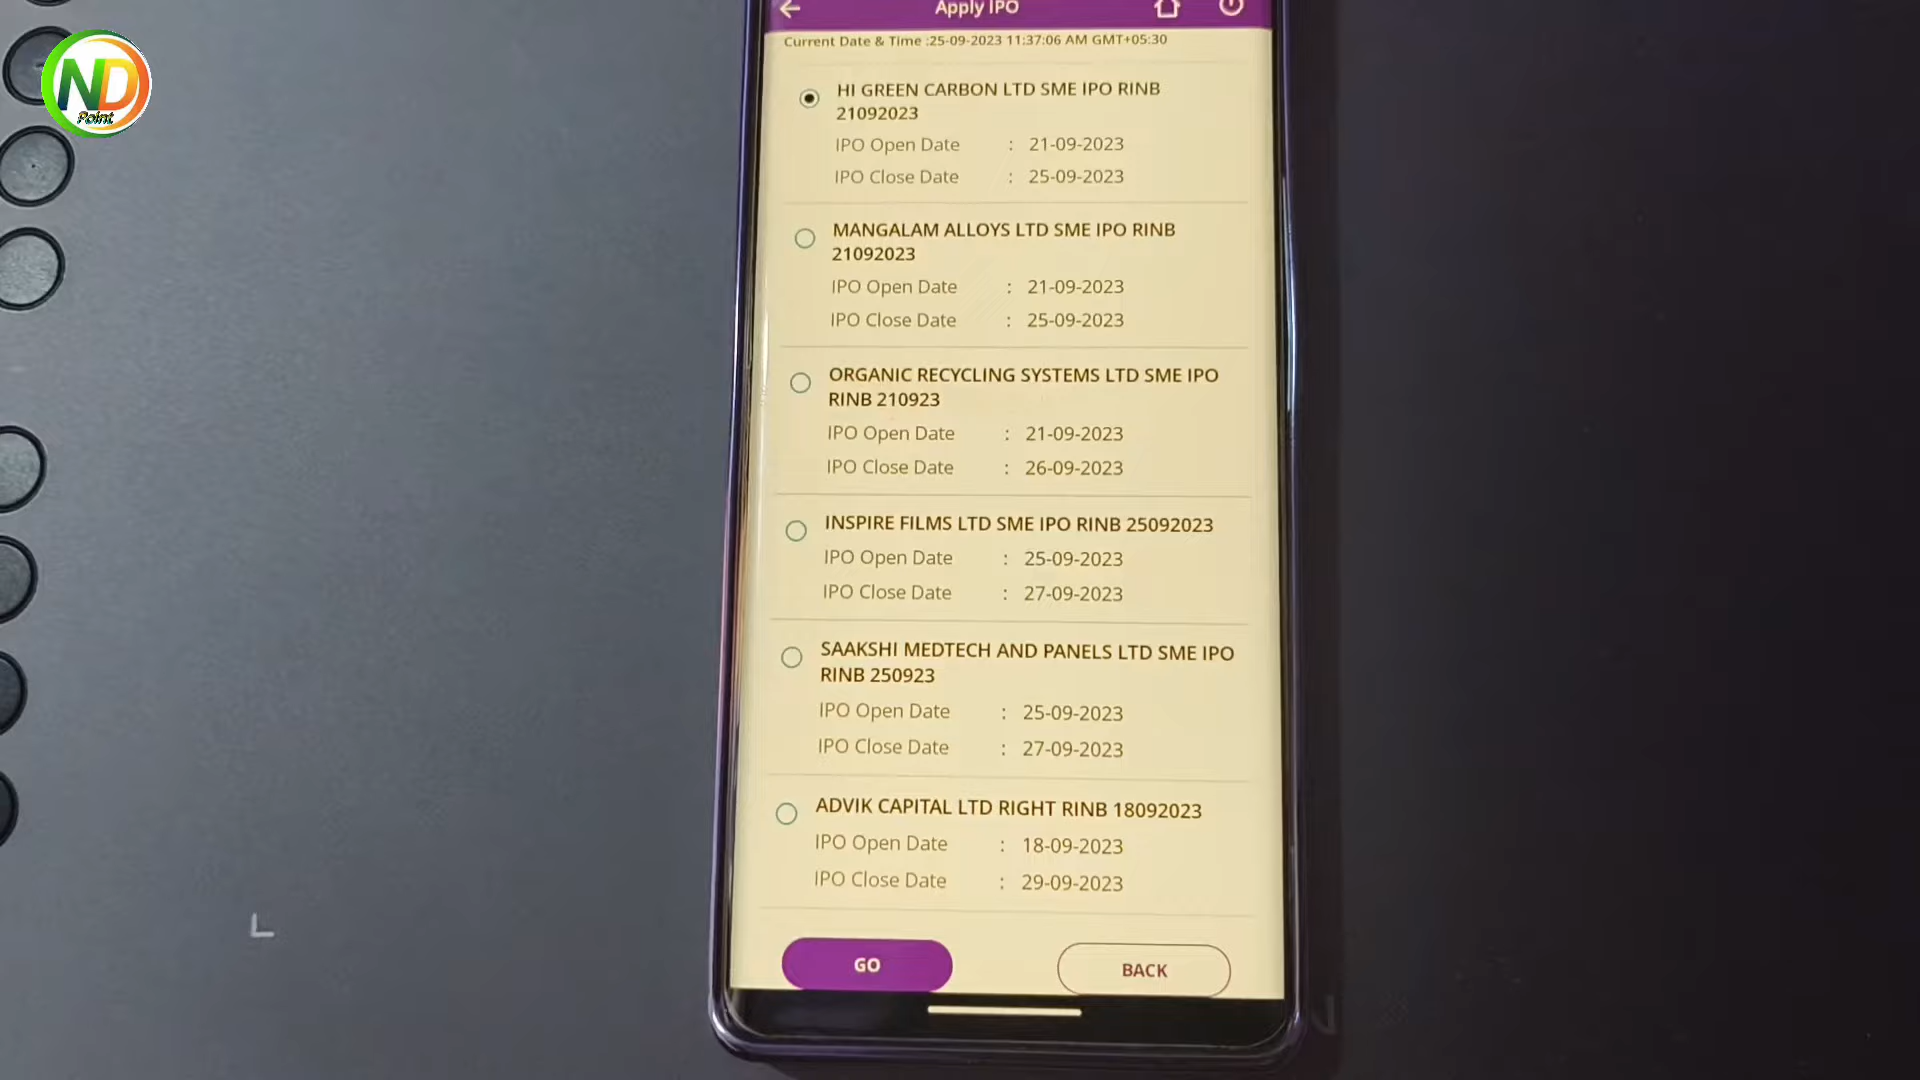 ND
Point
Apply IPO
Current Date & Time :25-09-2023 11:37:06 AM GMT+05:30
HI GREEN CARBON LTD SME IPO RINB
21092023
IPO Open Date : 21-09-2023
IPO Close Date : 25-09-2023
MANGALAM ALLOYS LTD SME IPO RINB
21092023
IPO Open Date : 21-09-2023
IPO Close Date : 25-09-2023
ORGANIC RECYCLING SYSTEMS LTD SME IPO
RINB 210923
IPO Open Date : 21-09-2023
IPO Close Date : 26-09-2023
INSPIRE FILMS LTD SME IPO RINB 25092023
IPO Open Date : 25-09-2023
IPO Close Date : 27-09-2023
SAAKSHI MEDTECH AND PANELS LTD SME IPO
RINB 250923
IPO Open Date : 25-09-2023
IPO Close Date : 27-09-2023
ADVIK CAPITAL LTD RIGHT RINB 18092023
IPO Open Date : 18-09-2023
IPO Close Date : 29-09-2023
GO
BACK